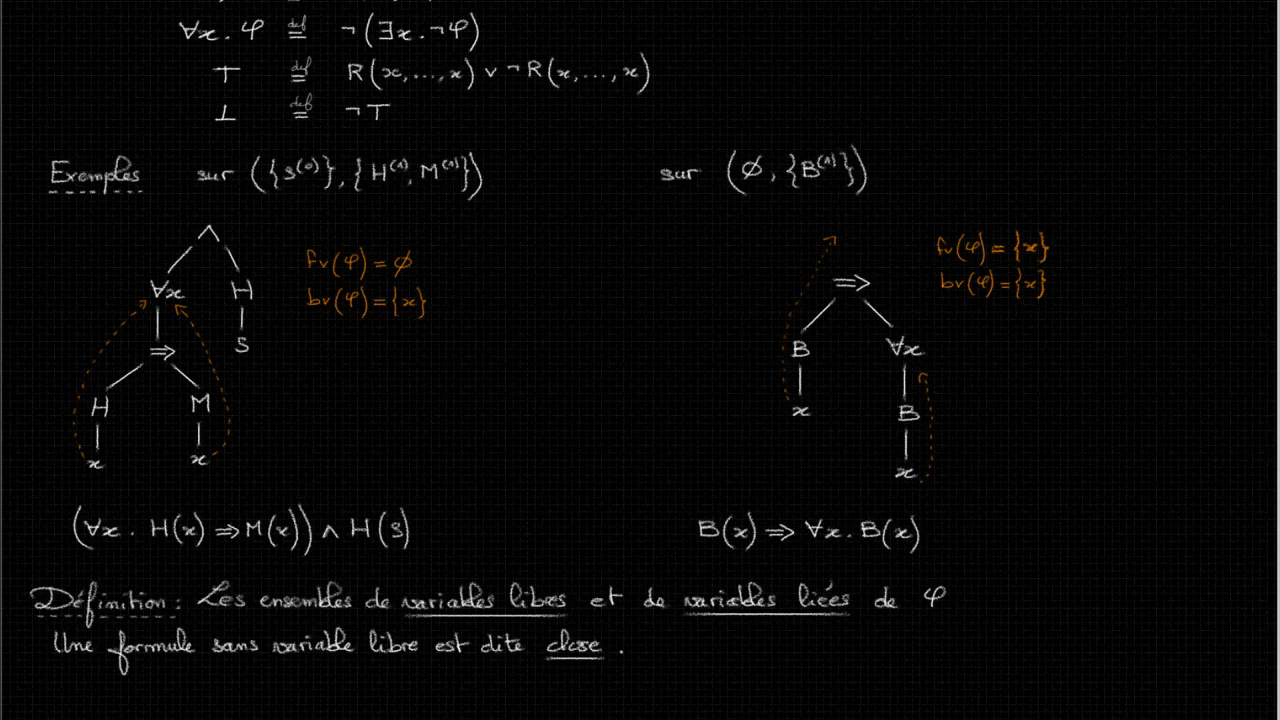 ∀x. φ ≝ ¬(∃x.¬φ)
⊤ ≝ R(x,...,x) ∨ ¬R(x,...,x)
⊥ ≝ ¬⊤
Exemples sur ({S⁽⁰⁾}, {H⁽¹⁾, M⁽¹⁾}) sur (∅, {B⁽¹⁾})
∧
∀x H
⇒ S
H M
x x
fv(φ) = ∅
bv(φ) = {x}
⇒
B ∀x
x B
x
fv(φ) = {x}
bv(φ) = {x}
(∀x. H(x) ⇒ M(x)) ∧ H(S) B(x) ⇒ ∀x. B(x)
Définition : Les ensembles de variables libres et de variables liées de φ
Une formule sans variable libre est dite close.